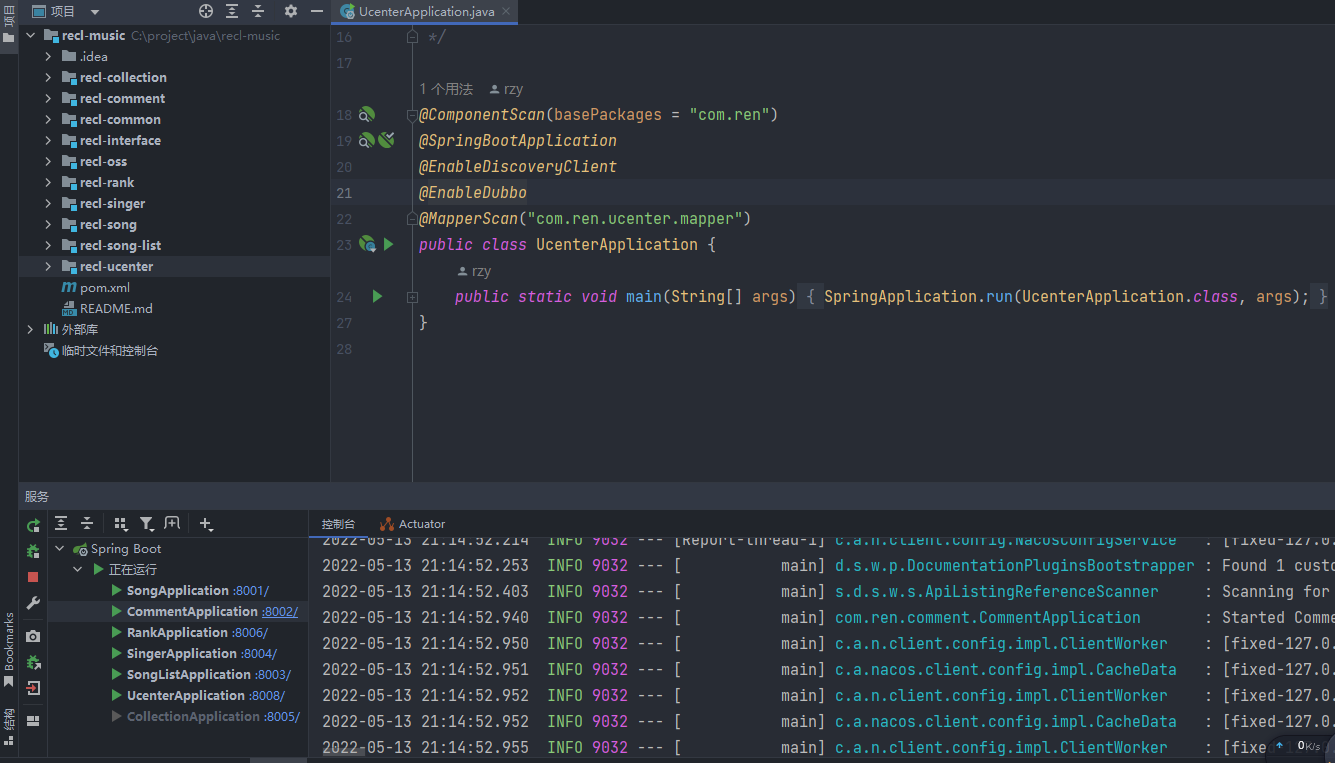 项目
UcenterApplication.java
项目
recl-music C:\project\java\recl-music
.idea
recl-collection
recl-comment
recl-common
recl-interface
recl-oss
recl-rank
recl-singer
recl-song
recl-song-list
recl-ucenter
pom.xml
README.md
外部库
临时文件和控制台
16 */
17
1 个用法 rzy
18 @ComponentScan(basePackages = "com.ren")
19 @SpringBootApplication
20 @EnableDiscoveryClient
21 @EnableDubbo
22 @MapperScan("com.ren.ucenter.mapper")
23 public class UcenterApplication {
rzy
24 public static void main(String[] args) { SpringApplication.run(UcenterApplication.class, args); }
27 }
28
服务
Spring Boot
正在运行
SongApplication :8001/
CommentApplication :8002/
RankApplication :8006/
SingerApplication :8004/
SongListApplication :8003/
UcenterApplication :8008/
CollectionApplication :8005/
Bookmarks
结构
控制台 Actuator
2022-05-13 21:14:52.214 INFO 9032 --- [Report-thread-1] c.a.n.client.config.NacosConfigService : [fixed-127.0.
2022-05-13 21:14:52.253 INFO 9032 --- [ main] d.s.w.p.DocumentationPluginsBootstrapper : Found 1 custo
2022-05-13 21:14:52.403 INFO 9032 --- [ main] s.d.s.w.s.ApiListingReferenceScanner : Scanning for
2022-05-13 21:14:52.940 INFO 9032 --- [ main] com.ren.comment.CommentApplication : Started Comme
2022-05-13 21:14:52.950 INFO 9032 --- [ main] c.a.n.client.config.impl.ClientWorker : [fixed-127.0.
2022-05-13 21:14:52.951 INFO 9032 --- [ main] c.a.nacos.client.config.impl.CacheData : [fixed-127.0.
2022-05-13 21:14:52.952 INFO 9032 --- [ main] c.a.n.client.config.impl.ClientWorker : [fixed-127.0.
2022-05-13 21:14:52.952 INFO 9032 --- [ main] c.a.nacos.client.config.impl.CacheData : [fixed-127.0.
2022-05-13 21:14:52.955 INFO 9032 --- [ main] c.a.n.client.config.impl.ClientWorker : [fixe
0K/s